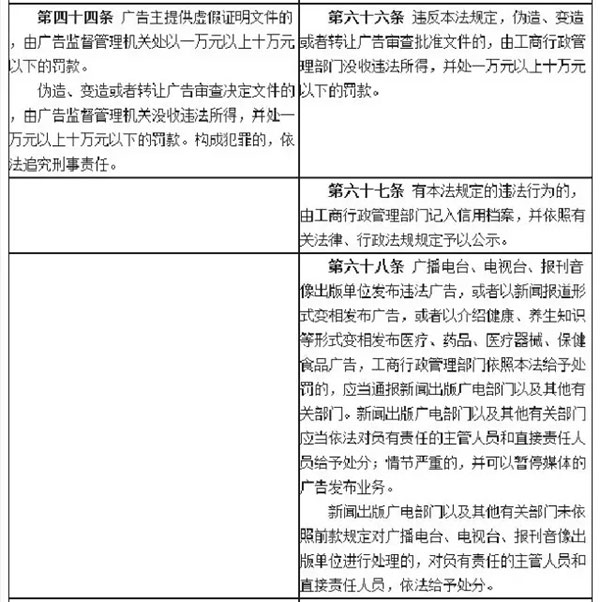 第四十四条 广告主提供虚假证明文件的
，由广告监督管理机关处以一万元以上十万元
以下的罚款。
伪造、变造或者转让广告审查决定文件的
，由广告监督管理机关没收违法所得，并处一
万元以上十万元以下的罚款。构成犯罪的，依
法追究刑事责任。
第六十六条 违反本法规定，伪造、变造
或者转让广告审查批准文件的，由工商行政管
理部门没收违法所得，并处一万元以上十万元
以下的罚款。
第六十七条 有本法规定的违法行为的，
由工商行政管理部门记入信用档案，并依照有
关法律、行政法规规定予以公示。
第六十八条 广播电台、电视台、报刊音
像出版单位发布违法广告，或者以新闻报道形
式变相发布广告，或者以介绍健康、养生知识
等形式变相发布医疗、药品、医疗器械、保健
食品广告，工商行政管理部门依照本法给予处
罚的，应当通报新闻出版广电部门以及其他有
关部门。新闻出版广电部门以及其他有关部门
应当依法对负有责任的主管人员和直接责任人
员给予处分；情节严重的，并可以暂停媒体的
广告发布业务。
新闻出版广电部门以及其他有关部门未依
照前款规定对广播电台、电视台、报刊音像出
版单位进行处理的，对负有责任的主管人员和
直接责任人员，依法给予处分。